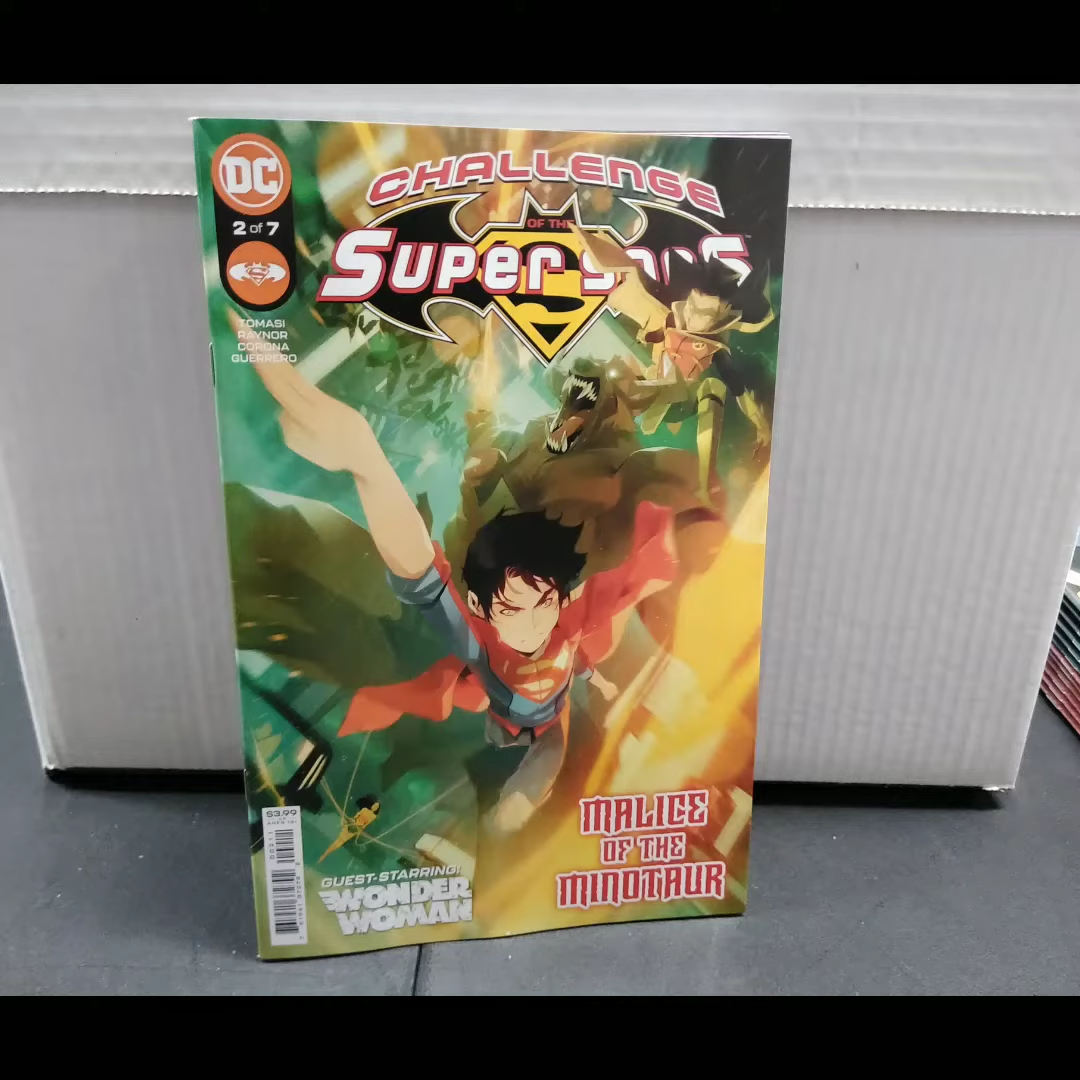 DC
2 of 7
TOMASI
RAYNOR
CORONA
GUERRERO
CHALLENGE
OF THE
SUPER SONS
MALICE
OF THE
MINOTAUR
$3.99
GUEST-STARRING!
WONDER
WOMAN